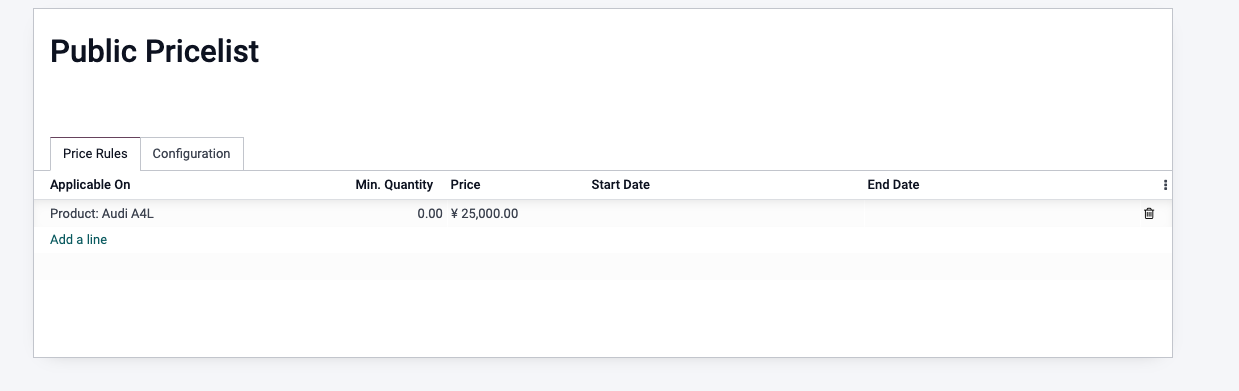 Public Pricelist
Price Rules Configuration
Applicable On Min. Quantity Price Start Date End Date
Product: Audi A4L 0.00 ¥ 25,000.00
Add a line